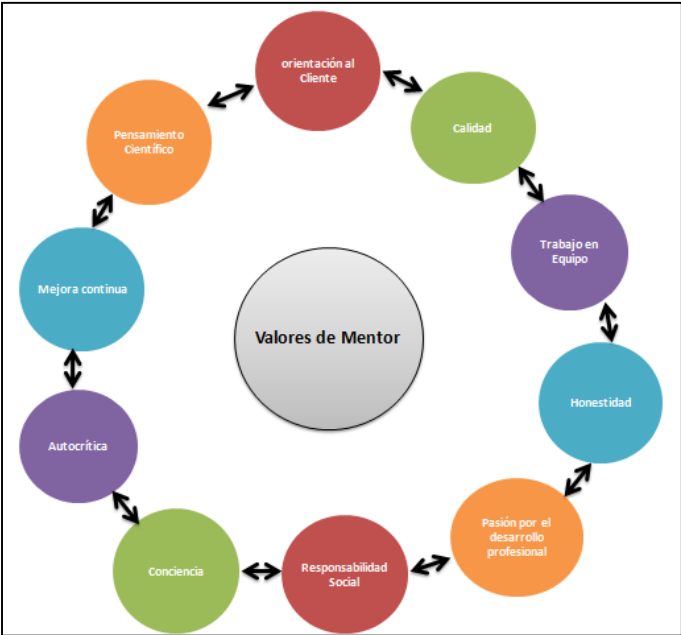 orientación al
Cliente
Calidad
Trabajo en
Equipo
Honestidad
Pasión por el
desarrollo
profesional
Responsabilidad
Social
Conciencia
Autocrítica
Mejora continua
Pensamiento
Científico
Valores de Mentor